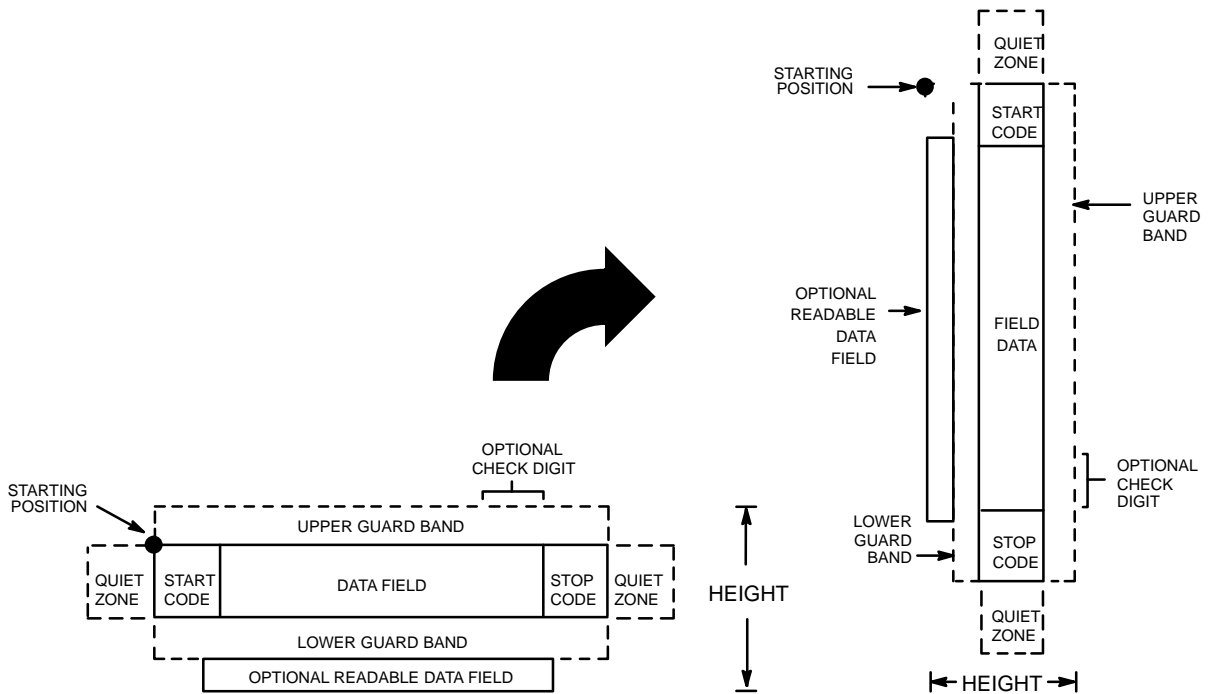 QUIET
ZONE
STARTING
POSITION
START
CODE
UPPER
GUARD
BAND
OPTIONAL
READABLE
DATA
FIELD
FIELD
DATA
OPTIONAL
CHECK
DIGIT
LOWER
GUARD
BAND
STOP
CODE
QUIET
ZONE
HEIGHT
OPTIONAL
CHECK DIGIT
STARTING
POSITION
UPPER GUARD BAND
QUIET
ZONE
START
CODE
DATA FIELD
STOP
CODE
QUIET
ZONE
HEIGHT
LOWER GUARD BAND
OPTIONAL READABLE DATA FIELD